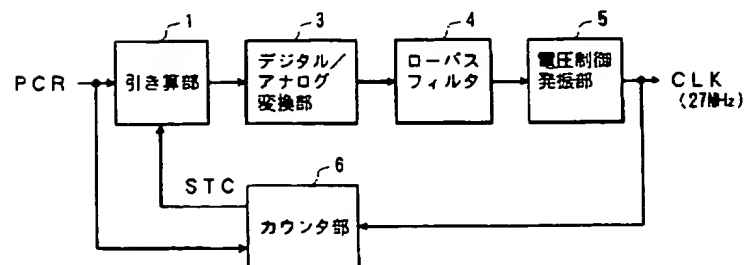 1
3
4
5
PCR
引き算部
デジタル／
アナログ
変換部
ローパス
フィルタ
電圧制御
発振部
CLK
(27MHz)
STC
6
カウンタ部